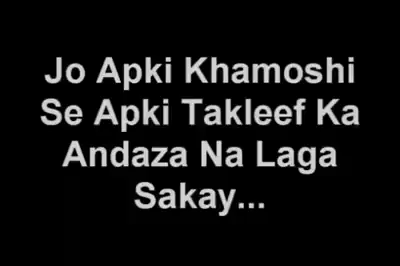 Jo Apki Khamoshi
Se Apki Takleef Ka
Andaza Na Laga
Sakay...